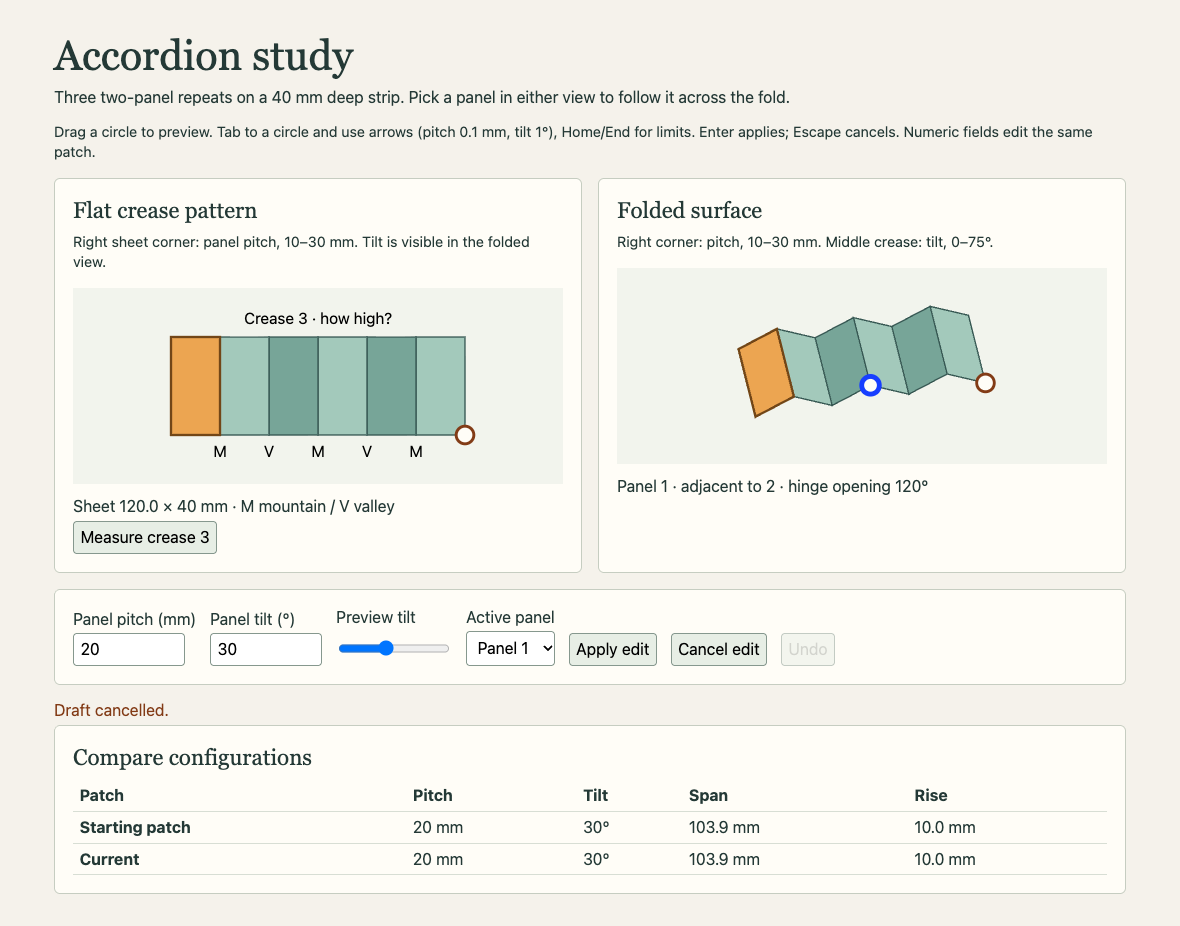 Accordion study
Three two-panel repeats on a 40 mm deep strip. Pick a panel in either view to follow it across the fold.
Drag a circle to preview. Tab to a circle and use arrows (pitch 0.1 mm, tilt 1°), Home/End for limits. Enter applies; Escape cancels. Numeric fields edit the same
patch.
Flat crease pattern
Right sheet corner: panel pitch, 10–30 mm. Tilt is visible in the folded
view.
Crease 3 · how high?
M V M V M
Sheet 120.0 × 40 mm · M mountain / V valley
Measure crease 3
Folded surface
Right corner: pitch, 10–30 mm. Middle crease: tilt, 0–75°.
Panel 1 · adjacent to 2 · hinge opening 120°
Panel pitch (mm) Panel tilt (°) Preview tilt Active panel
20 30 Panel 1 Apply edit Cancel edit Undo
Draft cancelled.
Compare configurations
Patch Pitch Tilt Span Rise
Starting patch 20 mm 30° 103.9 mm 10.0 mm
Current 20 mm 30° 103.9 mm 10.0 mm